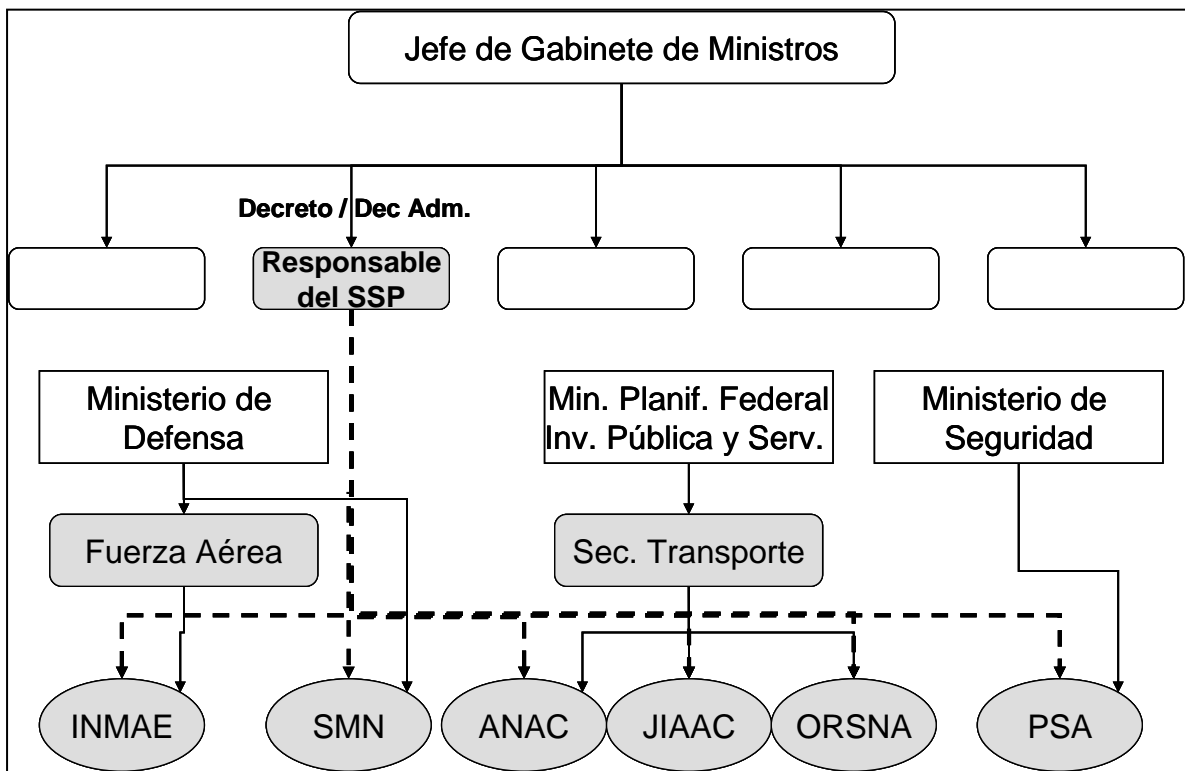 Jefe de Gabinete de Ministros
Decreto / Dec Adm.
Responsable
del SSP
Ministerio de
Defensa
Min. Planif. Federal
Inv. Pública y Serv.
Ministerio de
Seguridad
Fuerza Aérea
Sec. Transporte
INMAE
SMN
ANAC
JIAAC
ORSNA
PSA